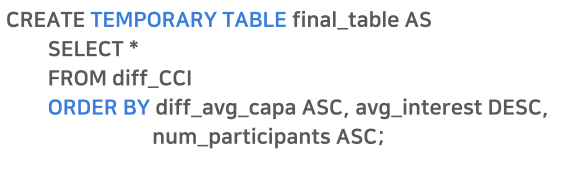 CREATE TEMPORARY TABLE final_table AS
SELECT *
FROM diff_CCI
ORDER BY diff_avg_capa ASC, avg_interest DESC,
num_participants ASC;